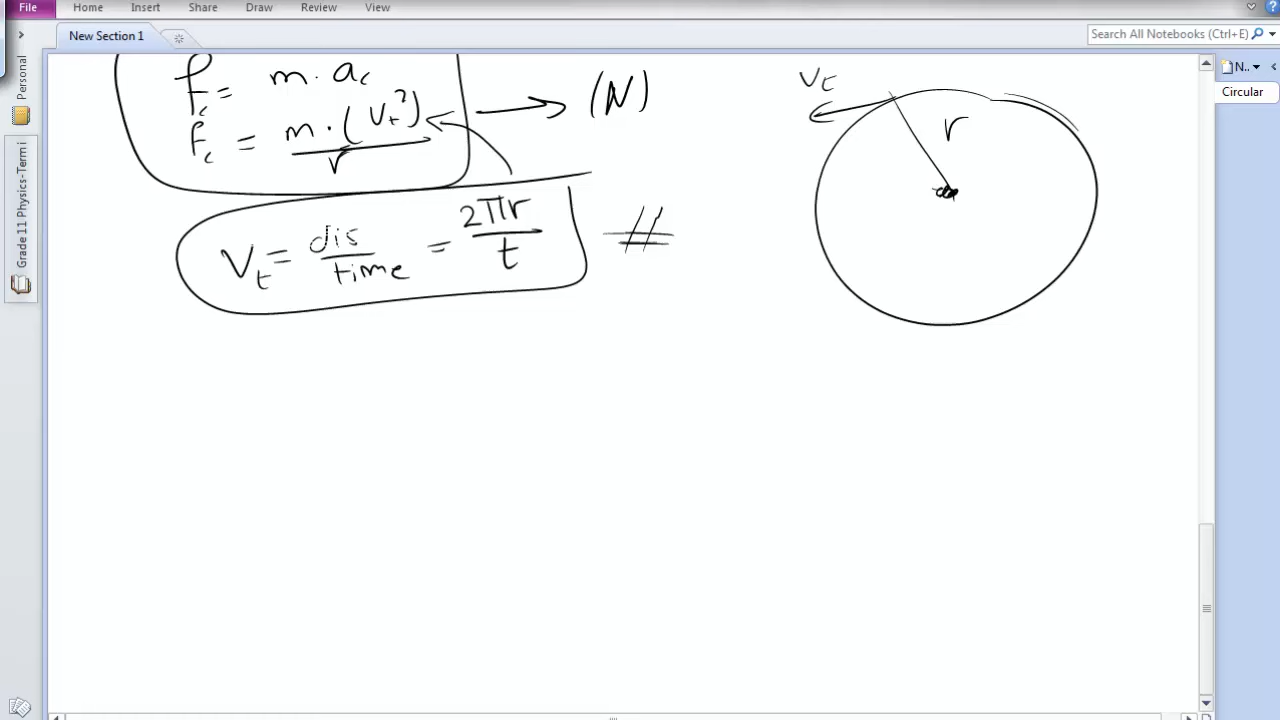 File Home Insert Share Draw Review View
New Section 1
Search All Notebooks (Ctrl+E)
N..
Circular
Personal
Grade 11 Physics-Termi
Fc = m. ac
Fc = m. (Vt²) / r
(N)
Vt = dis / time = 2πr / t
Vt
r